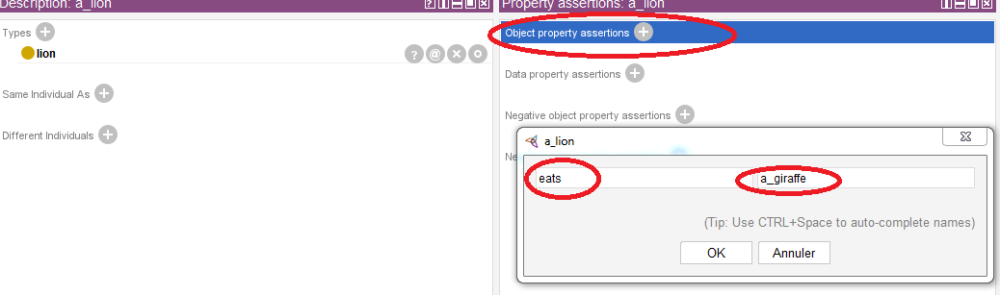 Description: a_lion
Types
lion
Same Individual As
Different Individuals
Property assertions: a_lion
Object property assertions
Data property assertions
Negative object property assertions
Ne
a_lion
eats a_giraffe
(Tip: Use CTRL+Space to auto-complete names)
OK Annuler